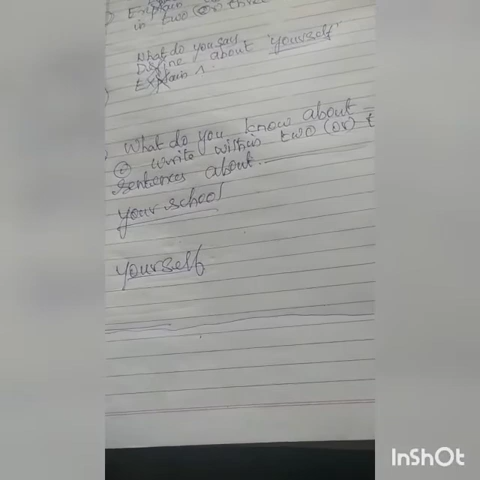 Explain
in two (or) three
What do you say
Define about 'yourself'
Explain ^
What do you know about -
write within two (or) t
sentences about
your school
yourself
InShOt